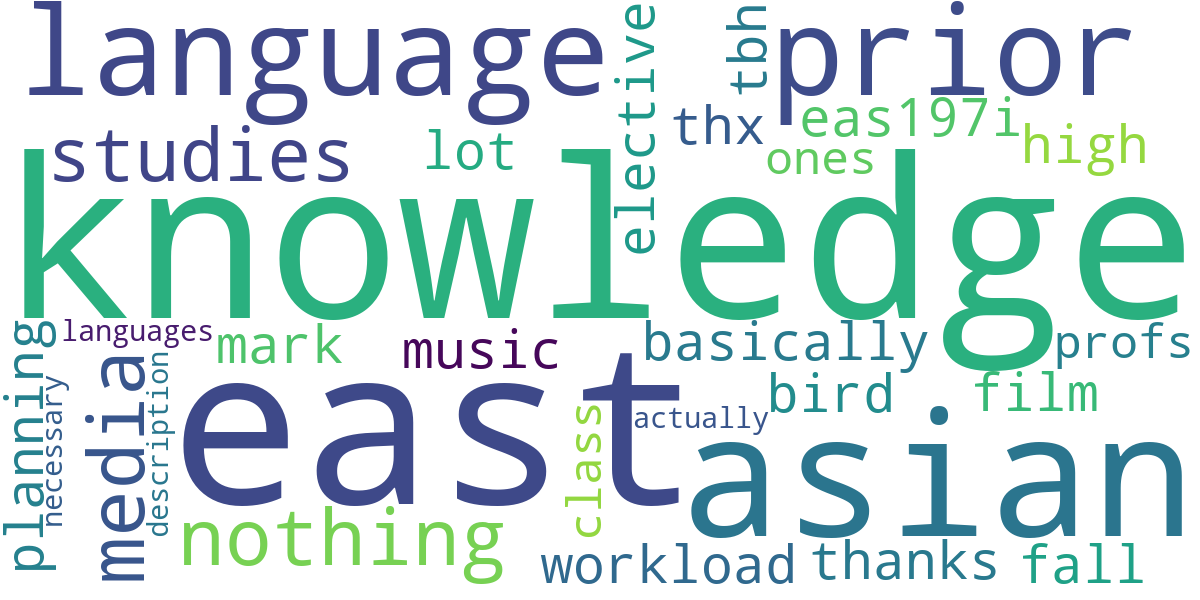 language
prior
elective
tbh
thx
eas197i
studies
lot
ones
high
knowledge
planning
languages
mark
music
basically
profs
necessary
media
description
east
class
actually
bird
film
asian
nothing
workload
thanks
fall